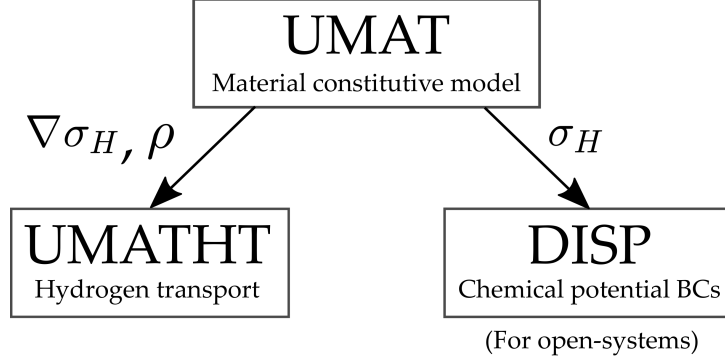 UMAT
Material constitutive model
∇σ_H, ρ
σ_H
UMATHT
Hydrogen transport
DISP
Chemical potential BCs
(For open-systems)